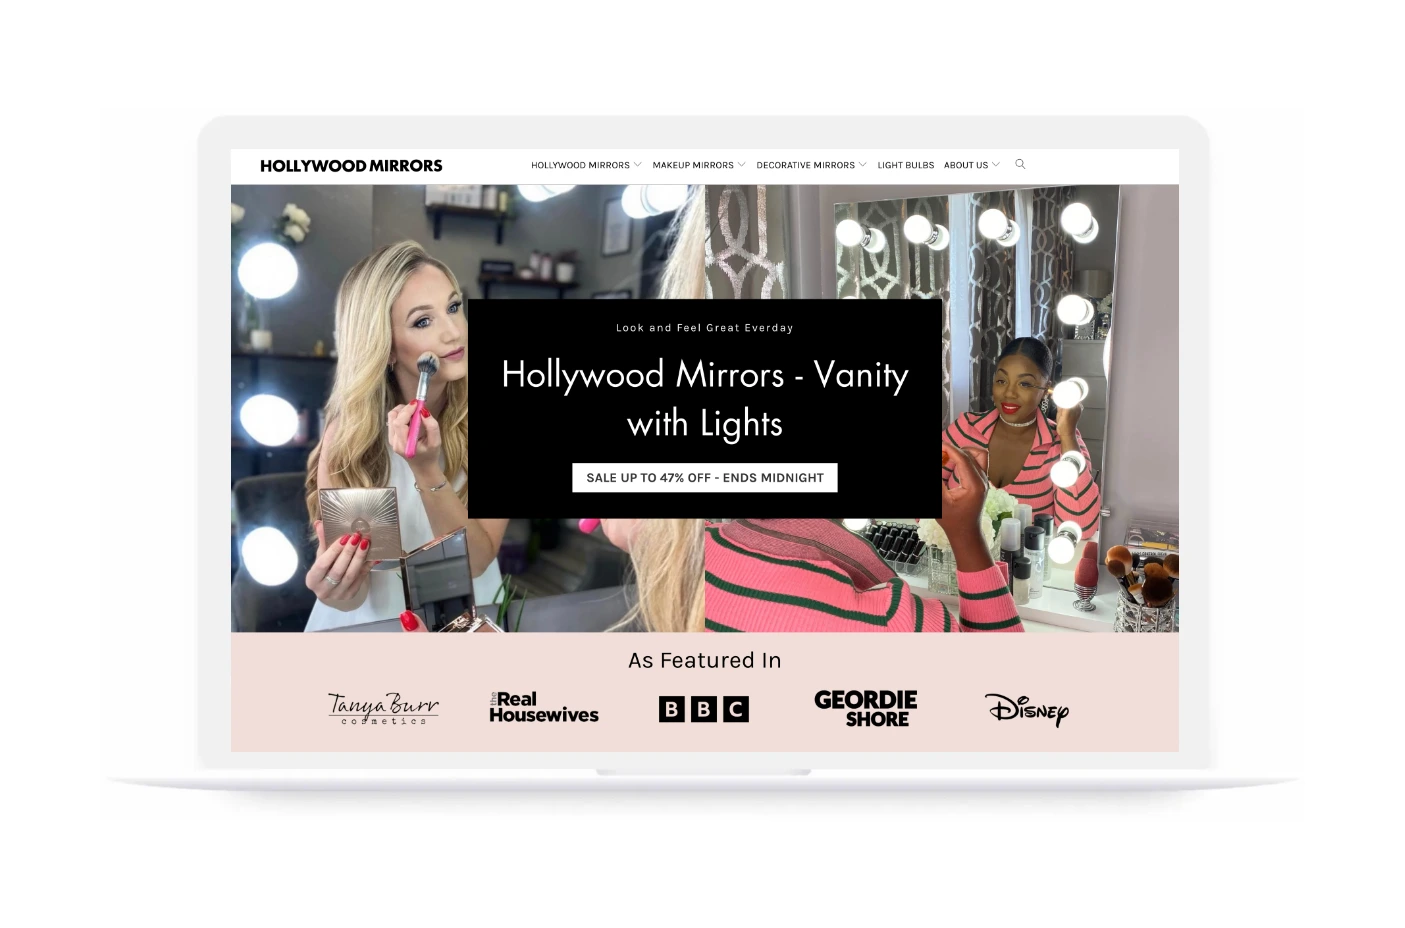 HOLLYWOOD MIRRORS
HOLLYWOOD MIRRORS MAKEUP MIRRORS DECORATIVE MIRRORS LIGHT BULBS ABOUT US
Look and Feel Great Everday
Hollywood Mirrors - Vanity
with Lights
SALE UP TO 47% OFF - ENDS MIDNIGHT
As Featured In
Tanya Burr
cosmetics
the Real
Housewives
BBC
GEORDIE
SHORE
Disney